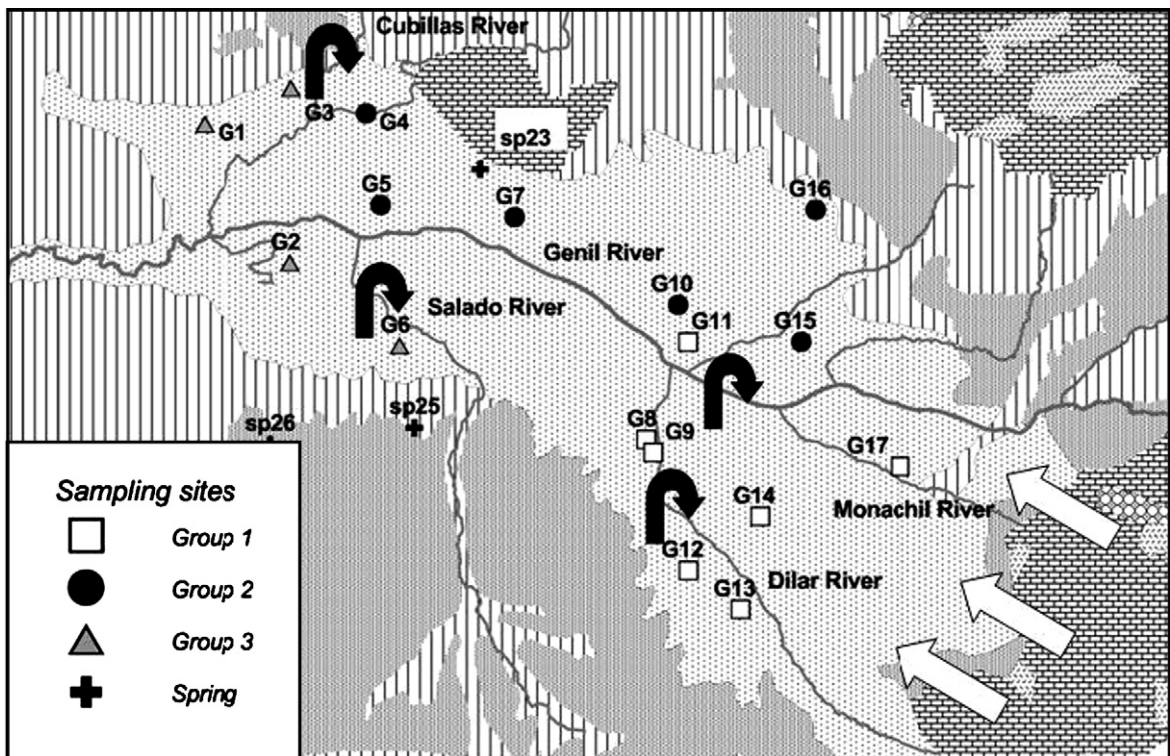 Cubillas River
G3
G4
G1
sp23
G5
G7
G16
G2
Genil River
G10
Salado River
G11
G15
G6
sp25
sp26
G8
G9
G17
G14
Monachil River
G12
Dilar River
G13
Sampling sites
Group 1
Group 2
Group 3
Spring